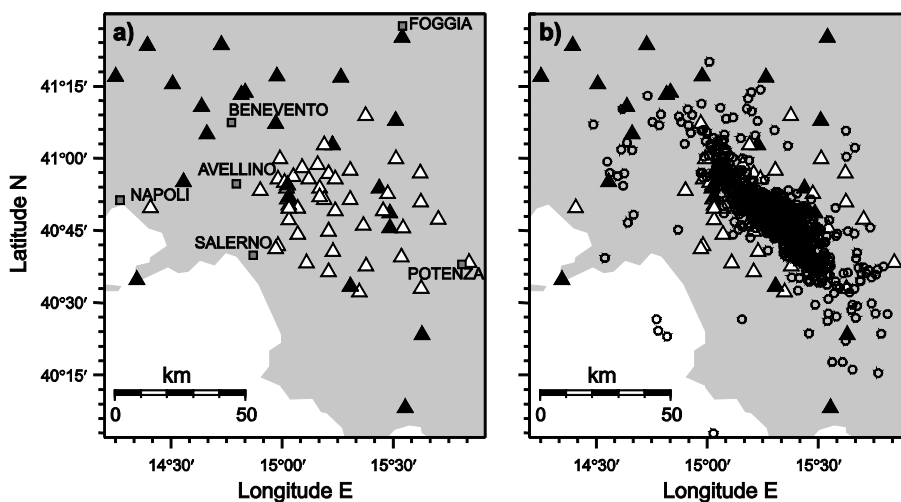 a)
FOGGIA
b)
BENEVENTO
AVELLINO
NAPOLI
SALERNO
POTENZA
Latitude N
41°15'
41°00'
40°45'
40°30'
40°15'
km
0 50
km
0 50
14°30' 15°00' 15°30'
14°30' 15°00' 15°30'
Longitude E
Longitude E